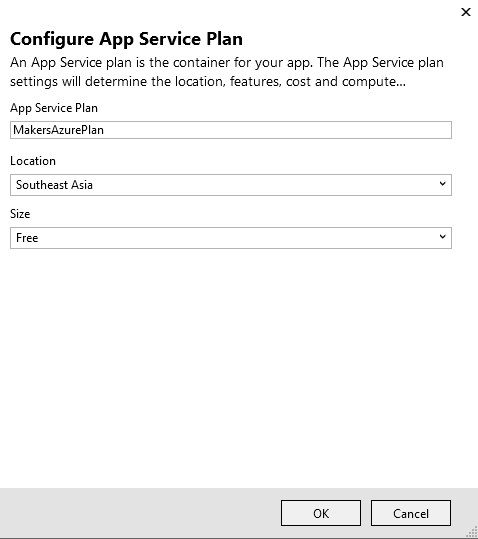 Configure App Service Plan
An App Service plan is the container for your app. The App Service plan
settings will determine the location, features, cost and compute...
App Service Plan
MakersAzurePlan
Location
Southeast Asia
Size
Free
OK
Cancel